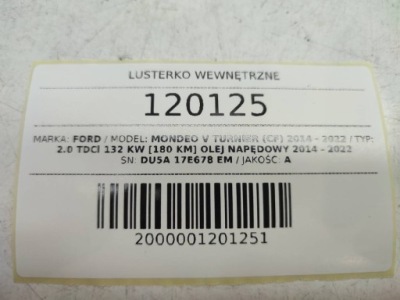 LUSTERKO WEWNĘTRZNE
120125
MARKA: FORD / MODEL: MONDEO V TURNIER (CF) 2014 - 2022 / TYP:
2.0 TDCi 132 KW [180 KM] OLEJ NAPĘDOWY 2014 - 2022
SN: DU5A 17E678 EM / JAKOŚC: A
2000001201251